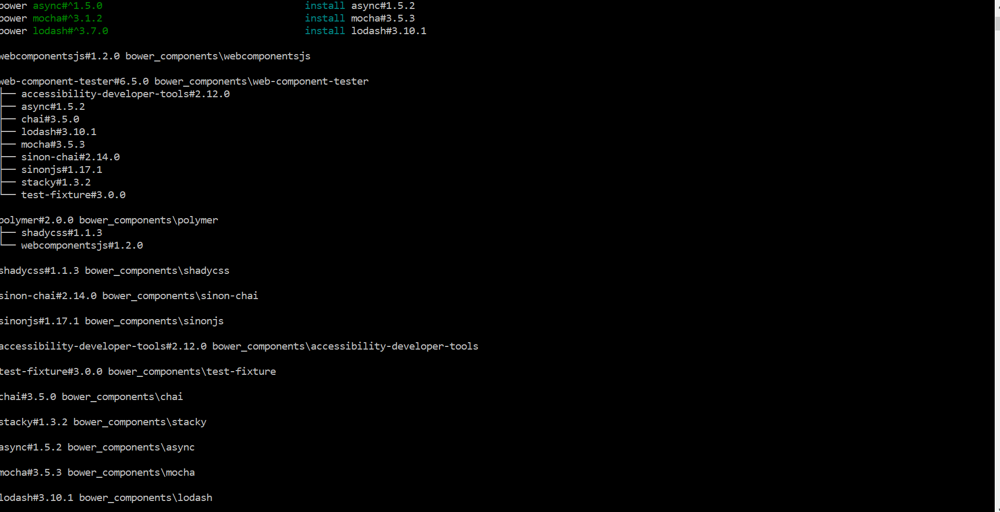 bower async#^1.5.0 install async#1.5.2
bower mocha#^3.1.2 install mocha#3.5.3
bower lodash#^3.7.0 install lodash#3.10.1
webcomponentsjs#1.2.0 bower_components\webcomponentsjs
web-component-tester#6.5.0 bower_components\web-component-tester
├── accessibility-developer-tools#2.12.0
├── async#1.5.2
├── chai#3.5.0
├── lodash#3.10.1
├── mocha#3.5.3
├── sinon-chai#2.14.0
├── sinonjs#1.17.1
├── stacky#1.3.2
└── test-fixture#3.0.0
polymer#2.0.0 bower_components\polymer
├── shadycss#1.1.3
└── webcomponentsjs#1.2.0
shadycss#1.1.3 bower_components\shadycss
sinon-chai#2.14.0 bower_components\sinon-chai
sinonjs#1.17.1 bower_components\sinonjs
accessibility-developer-tools#2.12.0 bower_components\accessibility-developer-tools
test-fixture#3.0.0 bower_components\test-fixture
chai#3.5.0 bower_components\chai
stacky#1.3.2 bower_components\stacky
async#1.5.2 bower_components\async
mocha#3.5.3 bower_components\mocha
lodash#3.10.1 bower_components\lodash